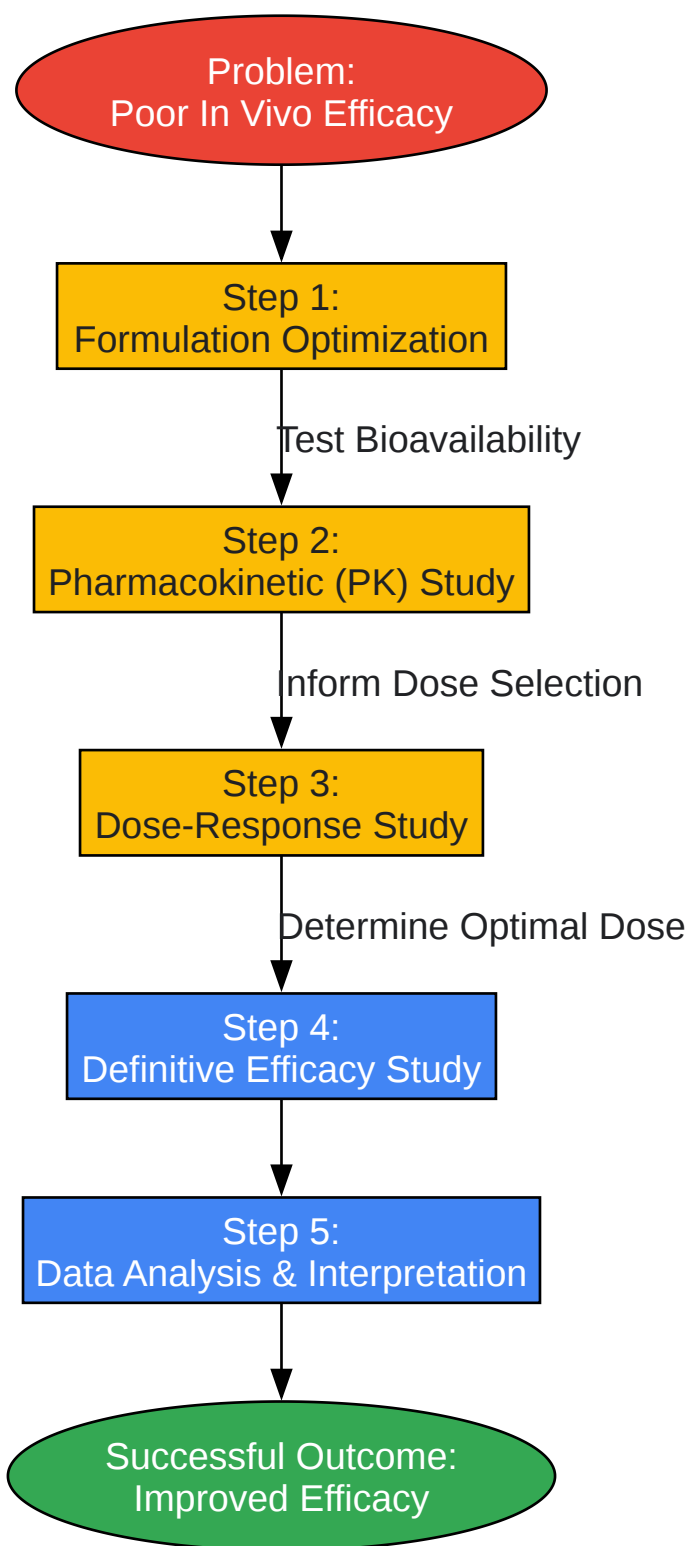 Problem:
Poor In Vivo Efficacy
Step 1:
Formulation Optimization
Test Bioavailability
Step 2:
Pharmacokinetic (PK) Study
Inform Dose Selection
Step 3:
Dose-Response Study
Determine Optimal Dose
Step 4:
Definitive Efficacy Study
Step 5:
Data Analysis & Interpretation
Successful Outcome:
Improved Efficacy